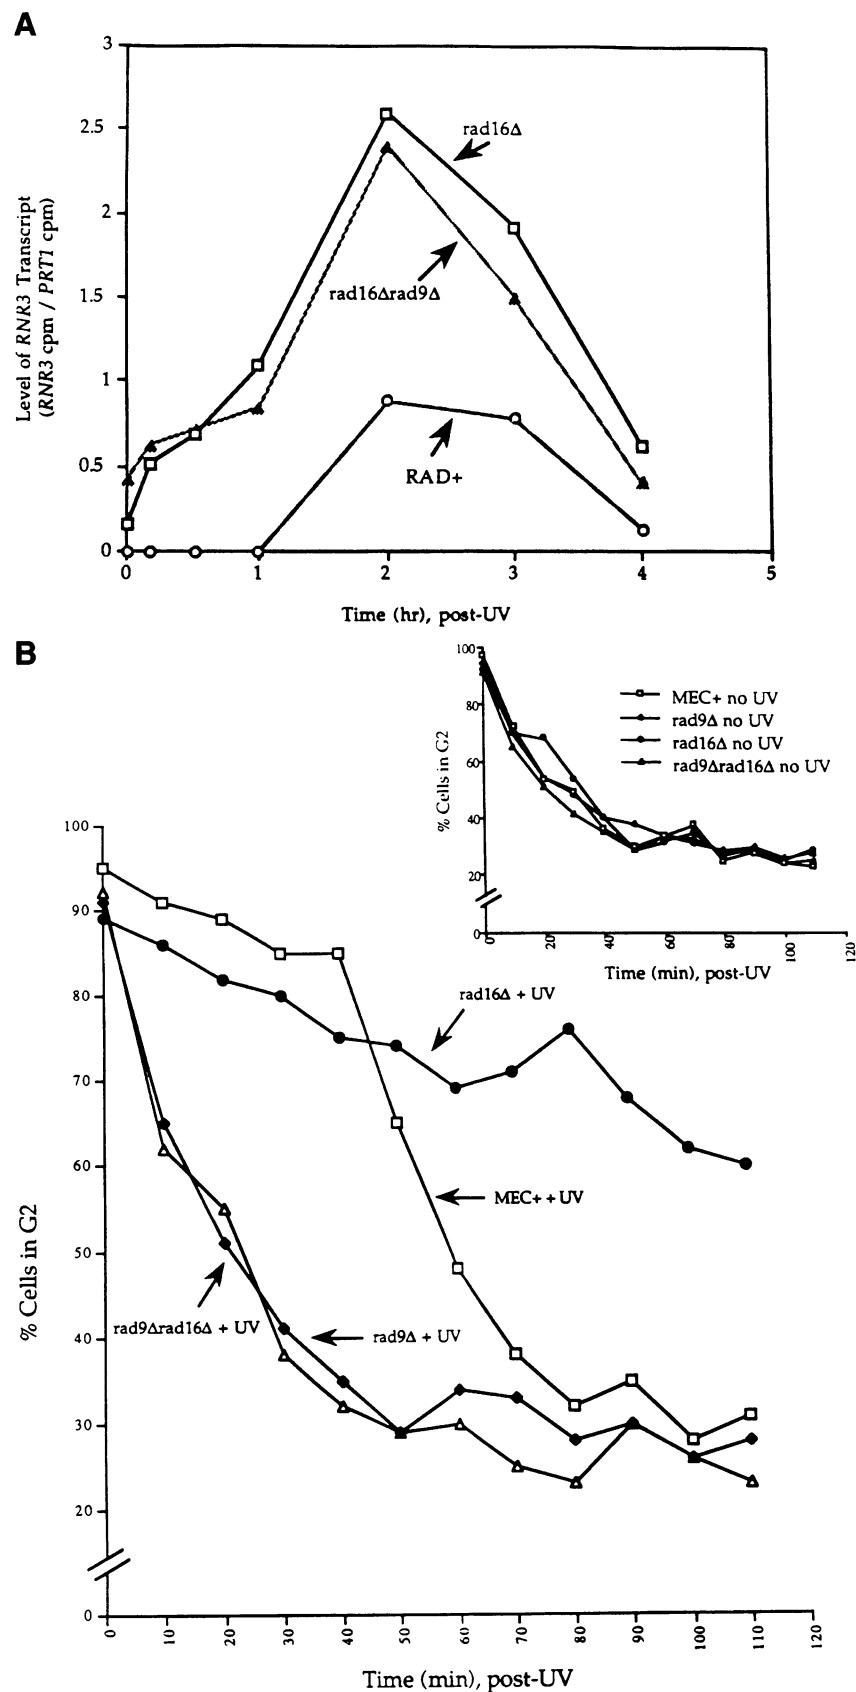 A
3
2.5
2
1.5
1
0.5
0
Level of RNR3 Transcript
(RNR3 cpm / PRT1 cpm)
rad16Δ
rad16Δrad9Δ
RAD+
0 1 2 3 4 5
Time (hr), post-UV
B
100
80
60
40
20
0
% Cells in G2
MEC+ no UV
rad9Δ no UV
rad16Δ no UV
rad9Δrad16Δ no UV
0 20 40 60 80 100 120
Time (min), post-UV
100
90
80
70
60
50
40
30
20
0
% Cells in G2
rad16Δ + UV
MEC+ + UV
rad9Δrad16Δ + UV
rad9Δ + UV
0 10 20 30 40 50 60 70 80 90 100 110 120
Time (min), post-UV